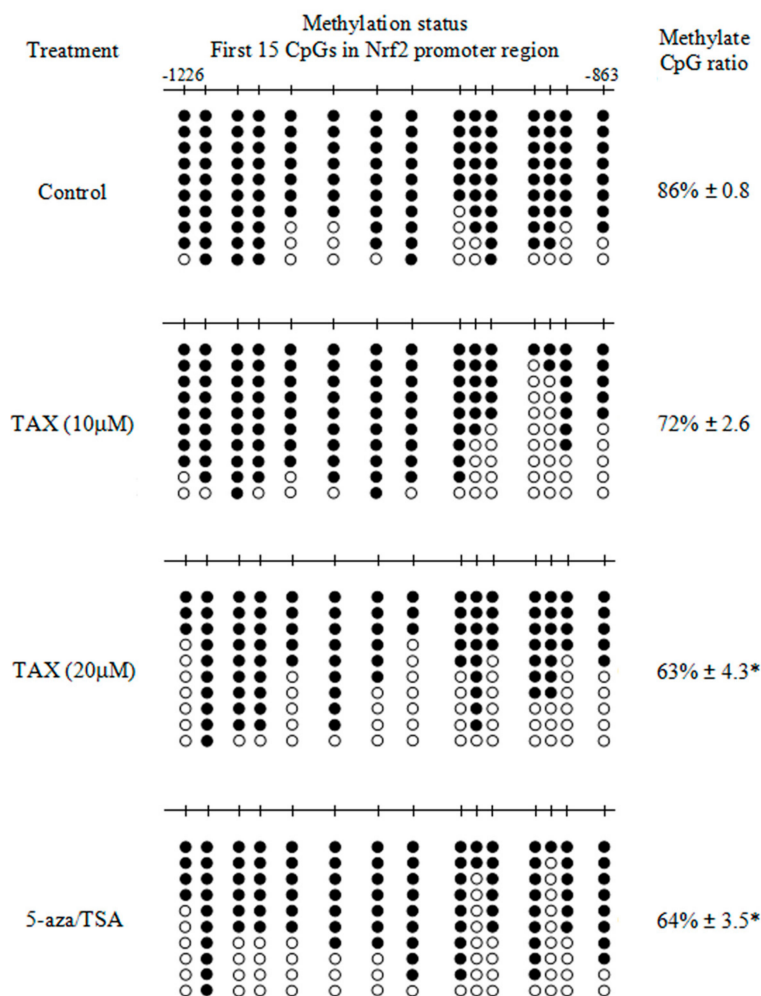 Treatment
Methylation status
First 15 CpGs in Nrf2 promoter region
Methylate
CpG ratio
-1226
-863
Control
86% ± 0.8
TAX (10μM)
72% ± 2.6
TAX (20μM)
63% ± 4.3*
5-aza/TSA
64% ± 3.5*